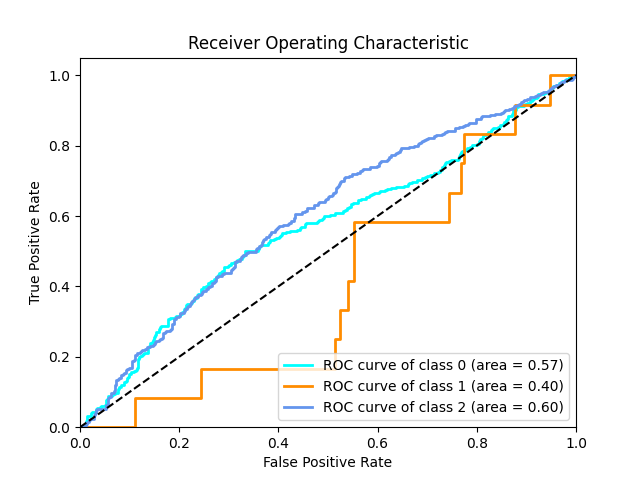 Receiver Operating Characteristic
True Positive Rate
1.0
0.8
0.6
0.4
0.2
0.0
ROC curve of class 0 (area = 0.57)
ROC curve of class 1 (area = 0.40)
ROC curve of class 2 (area = 0.60)
0.0 0.2 0.4 0.6 0.8 1.0
False Positive Rate